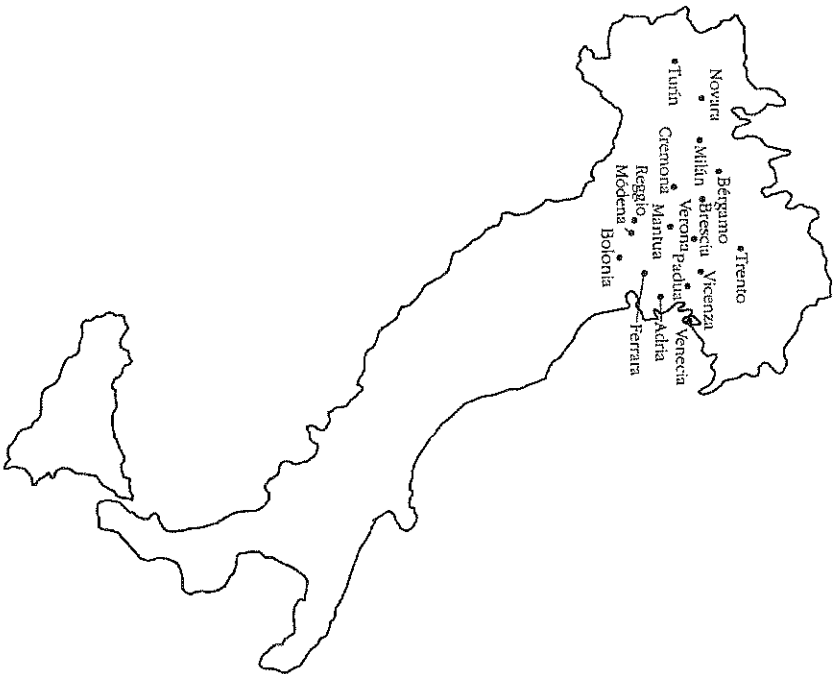 Trento
Bérgamo
Vicenza
Novara
Milán
Brescia
Verona
Padua
Venecia
Turín
Cremona
Mantua
Adria
Reggio
Módena
Ferrara
Bolonia